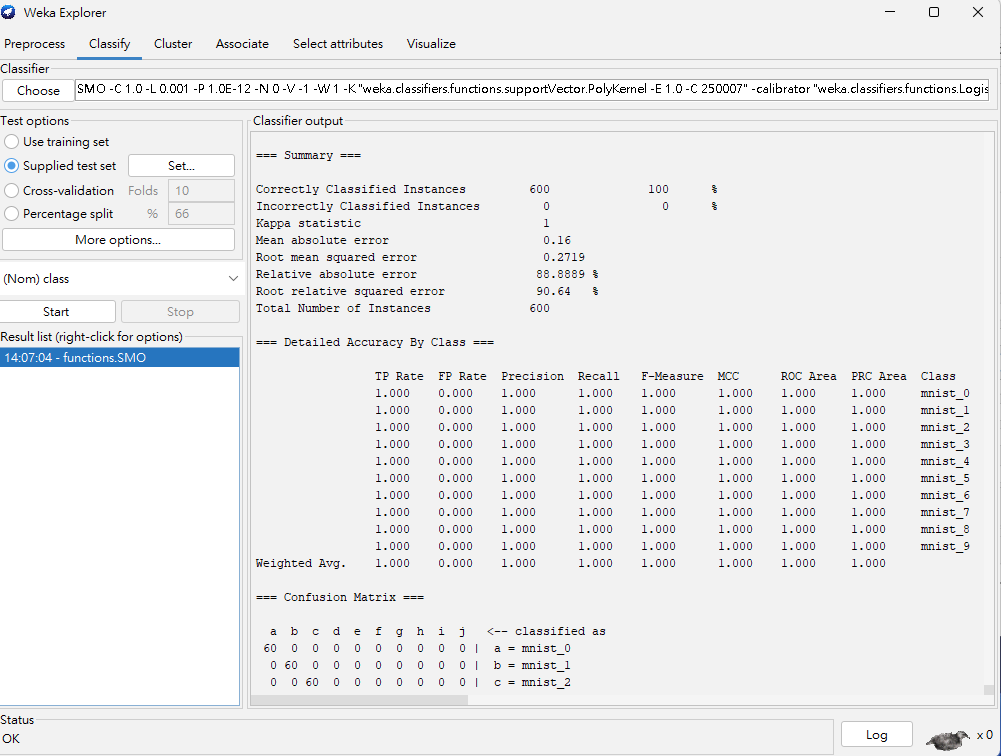 Weka Explorer
Preprocess Classify Cluster Associate Select attributes Visualize
Classifier
Choose SMO -C 1.0 -L 0.001 -P 1.0E-12 -N 0 -V -1 -W 1 -K "weka.classifiers.functions.supportVector.PolyKernel -E 1.0 -C 250007" -calibrator "weka.classifiers.functions.Logis
Test options
Use training set
Supplied test set Set...
Cross-validation Folds 10
Percentage split % 66
More options...
(Nom) class
Start Stop
Result list (right-click for options)
14:07:04 - functions.SMO
Classifier output
=== Summary ===
Correctly Classified Instances 600 100 %
Incorrectly Classified Instances 0 0 %
Kappa statistic 1
Mean absolute error 0.16
Root mean squared error 0.2719
Relative absolute error 88.8889 %
Root relative squared error 90.64 %
Total Number of Instances 600
=== Detailed Accuracy By Class ===
TP Rate FP Rate Precision Recall F-Measure MCC ROC Area PRC Area Class
1.000 0.000 1.000 1.000 1.000 1.000 1.000 1.000 mnist_0
1.000 0.000 1.000 1.000 1.000 1.000 1.000 1.000 mnist_1
1.000 0.000 1.000 1.000 1.000 1.000 1.000 1.000 mnist_2
1.000 0.000 1.000 1.000 1.000 1.000 1.000 1.000 mnist_3
1.000 0.000 1.000 1.000 1.000 1.000 1.000 1.000 mnist_4
1.000 0.000 1.000 1.000 1.000 1.000 1.000 1.000 mnist_5
1.000 0.000 1.000 1.000 1.000 1.000 1.000 1.000 mnist_6
1.000 0.000 1.000 1.000 1.000 1.000 1.000 1.000 mnist_7
1.000 0.000 1.000 1.000 1.000 1.000 1.000 1.000 mnist_8
1.000 0.000 1.000 1.000 1.000 1.000 1.000 1.000 mnist_9
Weighted Avg. 1.000 0.000 1.000 1.000 1.000 1.000 1.000 1.000
=== Confusion Matrix ===
a b c d e f g h i j <-- classified as
60 0 0 0 0 0 0 0 0 0 | a = mnist_0
0 60 0 0 0 0 0 0 0 0 | b = mnist_1
0 0 60 0 0 0 0 0 0 0 | c = mnist_2
Status
OK
Log
x 0